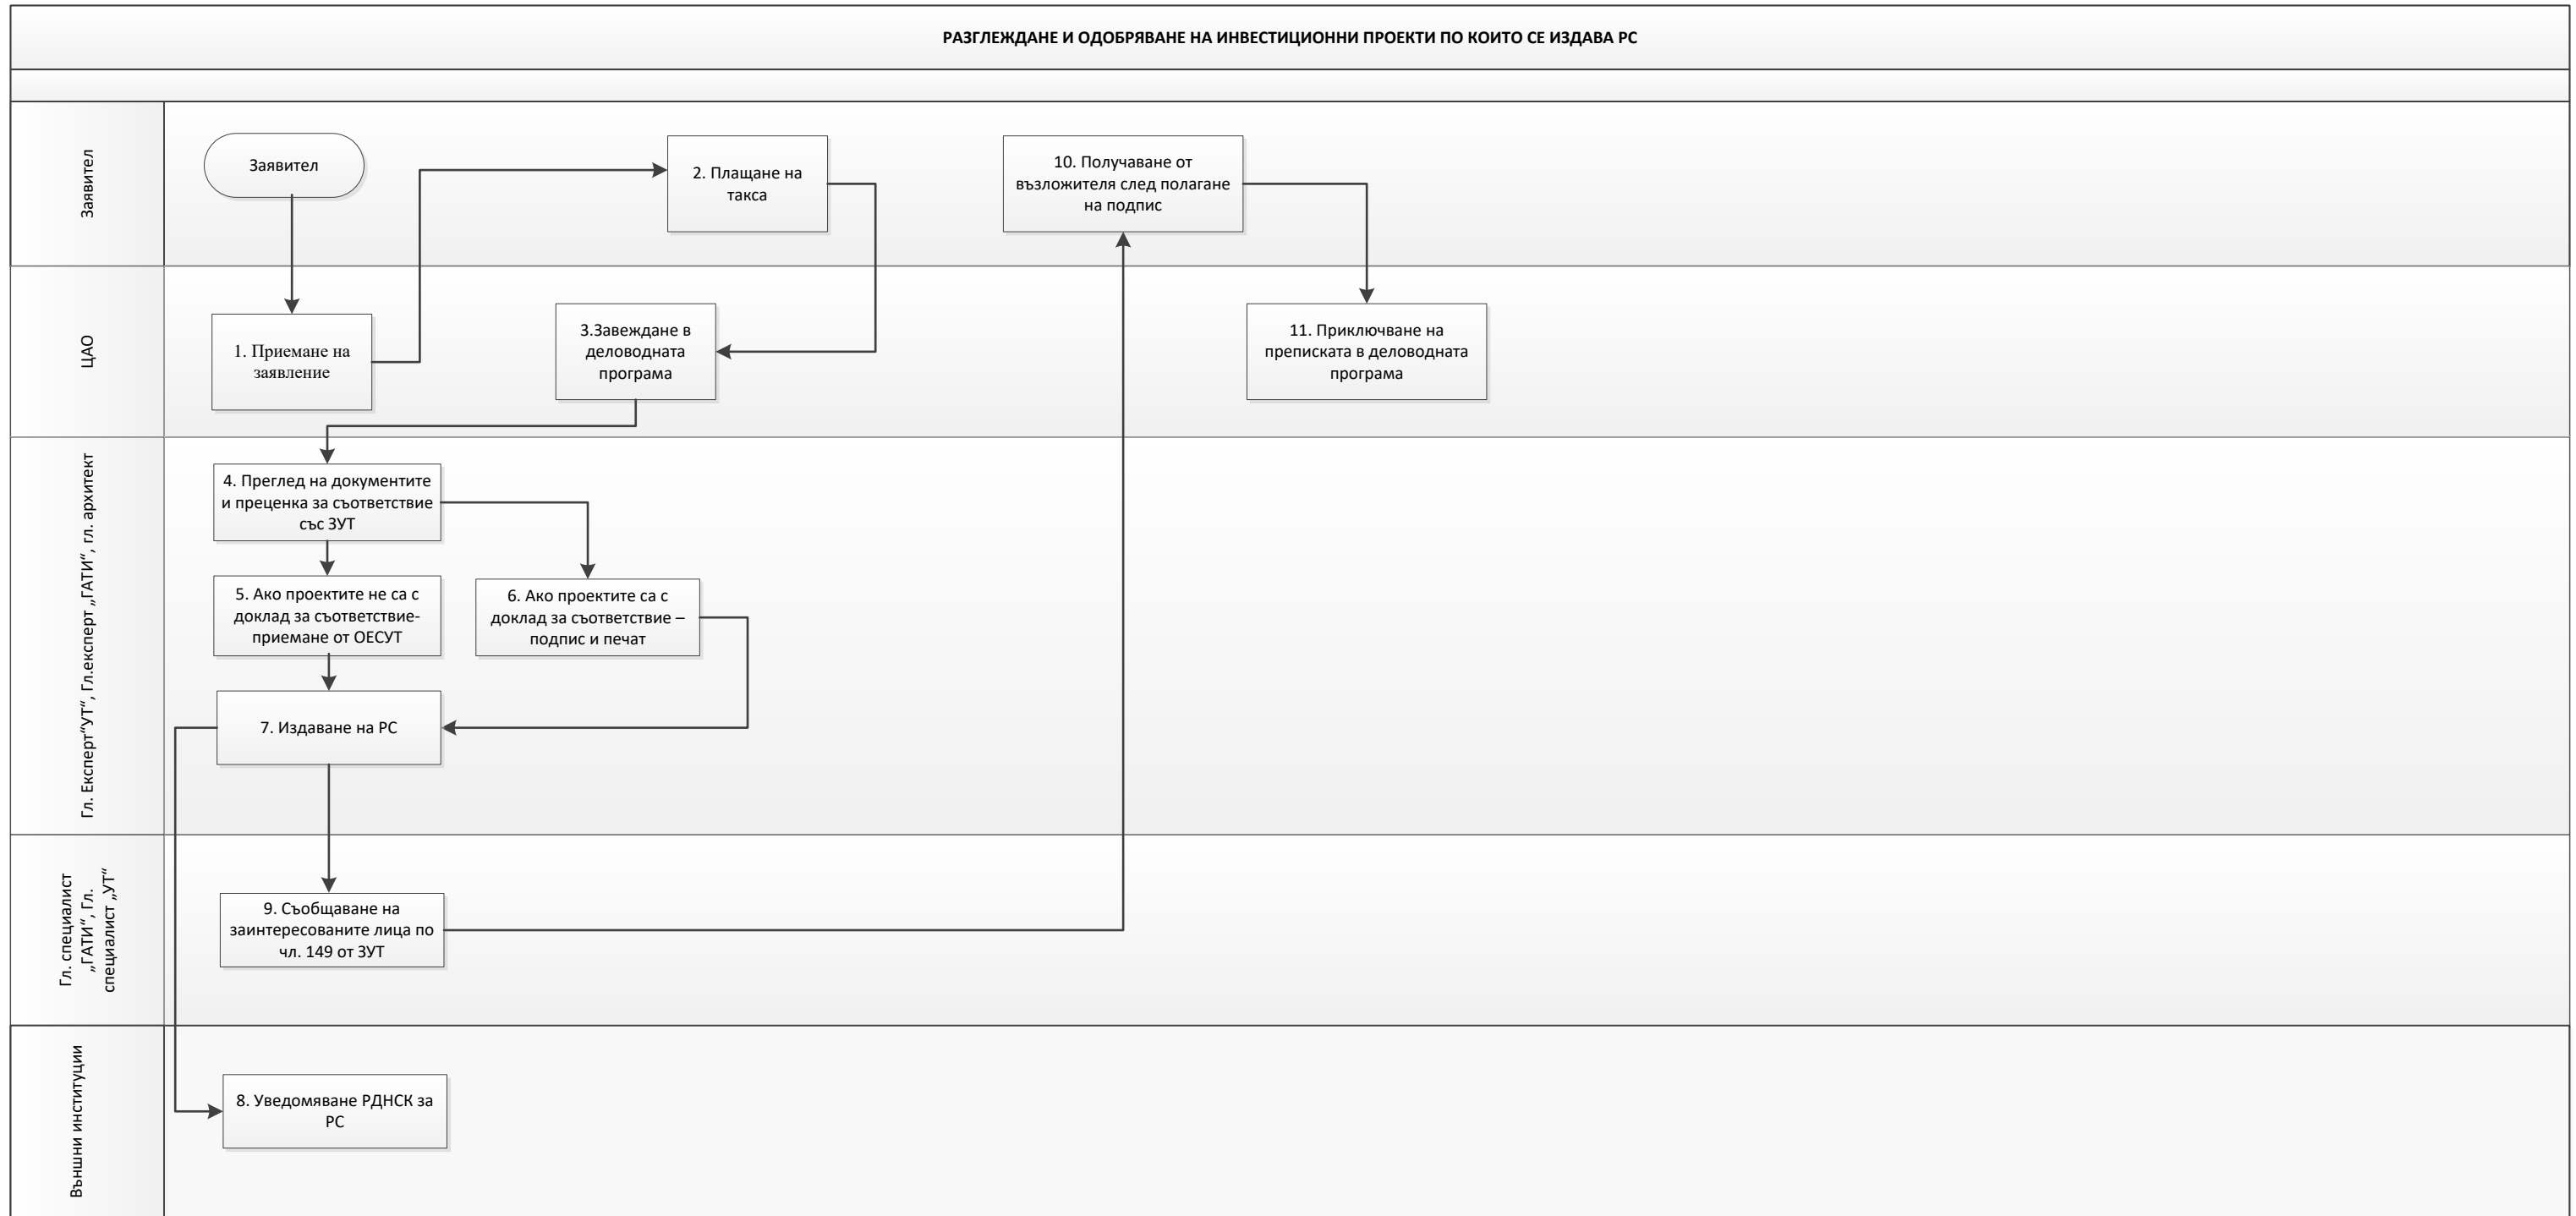 РАЗГЛЕЖДАНЕ И ОДОБРЯВАНЕ НА ИНВЕСТИЦИОННИ ПРОЕКТИ ПО КОИТО СЕ ИЗДАВА РС
Заявител
Заявител
2. Плащане на
такса
10. Получаване от
възложителя след полагане
на подпис
ЦАО
1. Приемане на
заявление
3.Завеждане в
деловодната
програма
11. Приключване на
преписката в деловодната
програма
Гл. Експерт“УТ“, Гл.експерт „ГАТИ“, гл. архитект
4. Преглед на документите
и преценка за съответствие
със ЗУТ
5. Ако проектите не са с
доклад за съответствие-
приемане от ОЕСУТ
6. Ако проектите са с
доклад за съответствие –
подпис и печат
7. Издаване на РС
Гл. специалист
„ГАТИ“, Гл.
специалист „УТ“
9. Съобщаване на
заинтересованите лица по
чл. 149 от ЗУТ
Външни институции
8. Уведомяване РДНСК за
РС